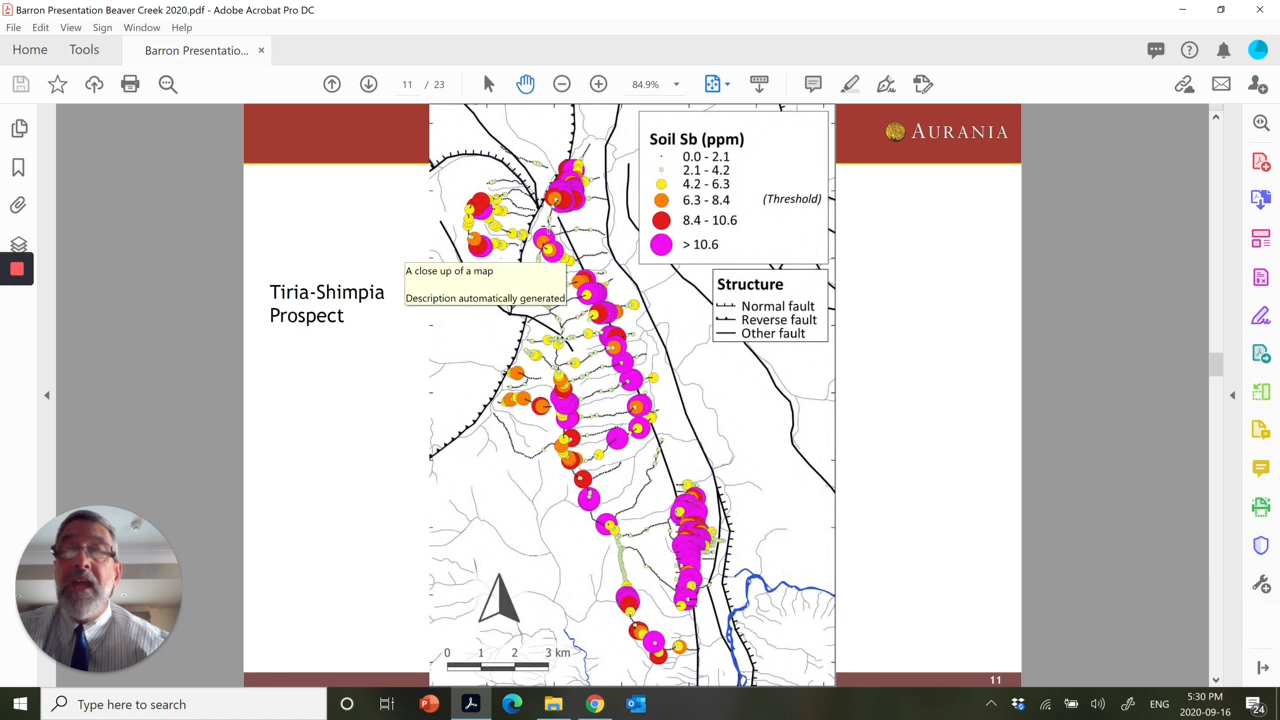 Barron Presentation Beaver Creek 2020.pdf - Adobe Acrobat Pro DC
File Edit View Sign Window Help
Home Tools Barron Presentatio... ×
11 / 23 84.9%
AURANIA
Soil Sb (ppm)
0.0 - 2.1
2.1 - 4.2
4.2 - 6.3
6.3 - 8.4 (Threshold)
8.4 - 10.6
> 10.6
Structure
Normal fault
Reverse fault
Other fault
A close up of a map
Description automatically generated
Tiria-Shimpia
Prospect
0 1 2 3 km
11
Type here to search
ENG
5:30 PM
2020-09-16
24